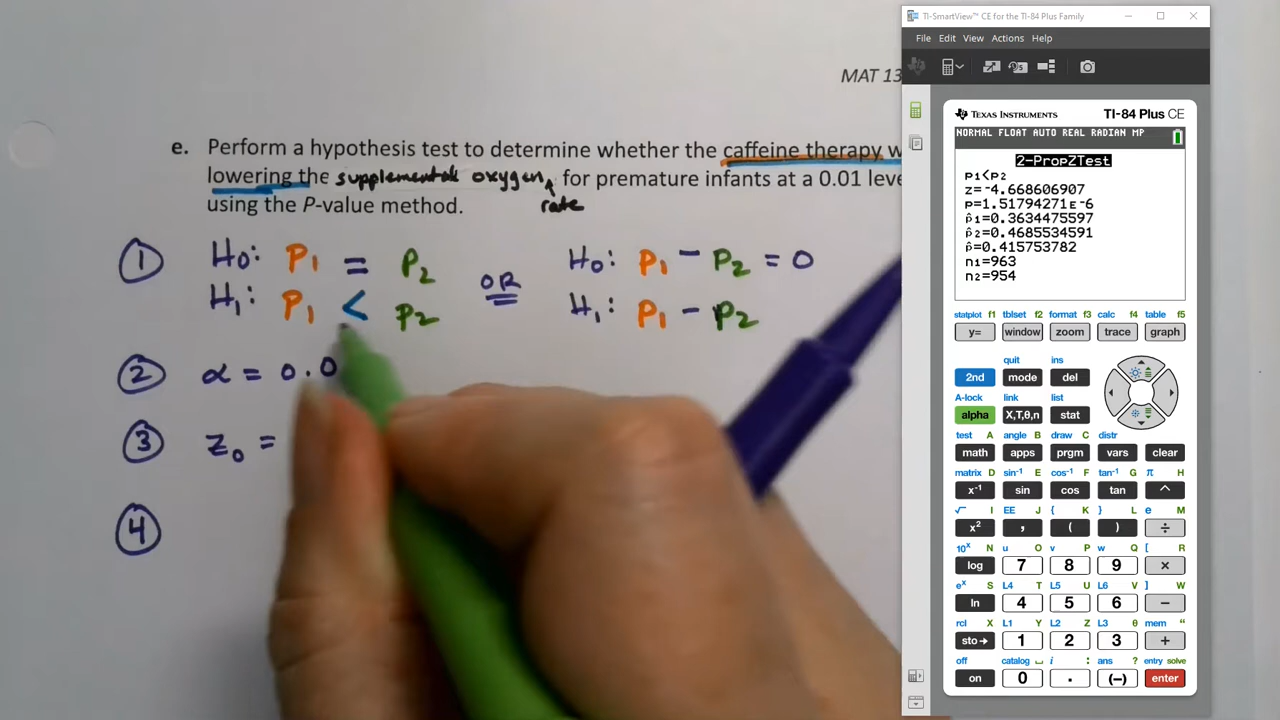 TI-SmartView™ CE for the TI-84 Plus Family
File Edit View Actions Help
MAT 13
e. Perform a hypothesis test to determine whether the caffeine therapy w
lowering the supplemental oxygen rate for premature infants at a 0.01 leve
using the P-value method.
① H₀: P₁ = P₂ OR H₀: P₁ - P₂ = 0
H₁: P₁ < P₂ H₁: P₁ - P₂
② α = 0.0
③ z₀ =
④
TEXAS INSTRUMENTS TI-84 Plus CE
NORMAL FLOAT AUTO REAL RADIAN MP
2-PropZTest
p1<p2
z=-4.668606907
p=1.51794271E-6
p̂1=0.3634475597
p̂2=0.4685534591
p̂=0.415753782
n1=963
n2=954
statplot f1 tblset f2 format f3 calc f4 table f5
y= window zoom trace graph
quit ins
2nd mode del
A-lock link list
alpha X,T,θ,n stat
test A angle B draw C distr
math apps prgm vars clear
matrix D sin⁻¹ E cos⁻¹ F tan⁻¹ G π H
x⁻¹ sin cos tan ^
√ I EE J { K } L e M
x² , ( ) ÷
10ˣ N u O v P w Q [ R
log 7 8 9 ×
eˣ S L4 T L5 U L6 V ] W
ln 4 5 6 −
rcl X L1 Y L2 Z L3 θ mem "
sto→ 1 2 3 +
off catalog ␣ i : ans ? entry solve
on 0 . (−) enter